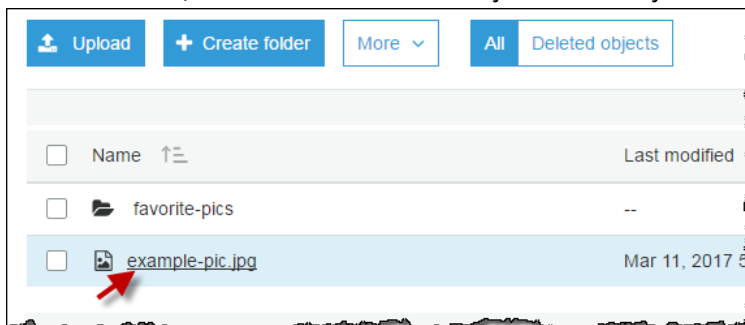 Upload Create folder More All Deleted objects
Name Last modified
favorite-pics --
example-pic.jpg Mar 11, 2017